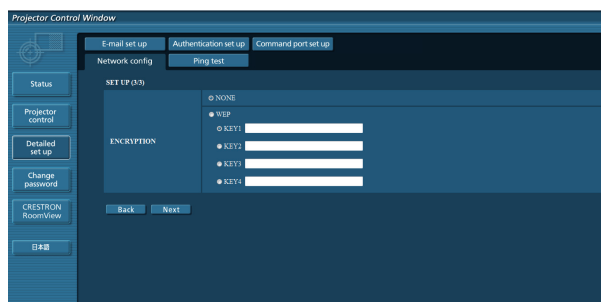 Projector Control Window
E-mail set up Authentication set up Command port set up
Network config Ping test
Status
Projector control
Detailed set up
Change password
CRESTRON RoomView
日本語
SET UP (3/3)
ENCRYPTION
NONE
WEP
KEY1
KEY2
KEY3
KEY4
Back Next